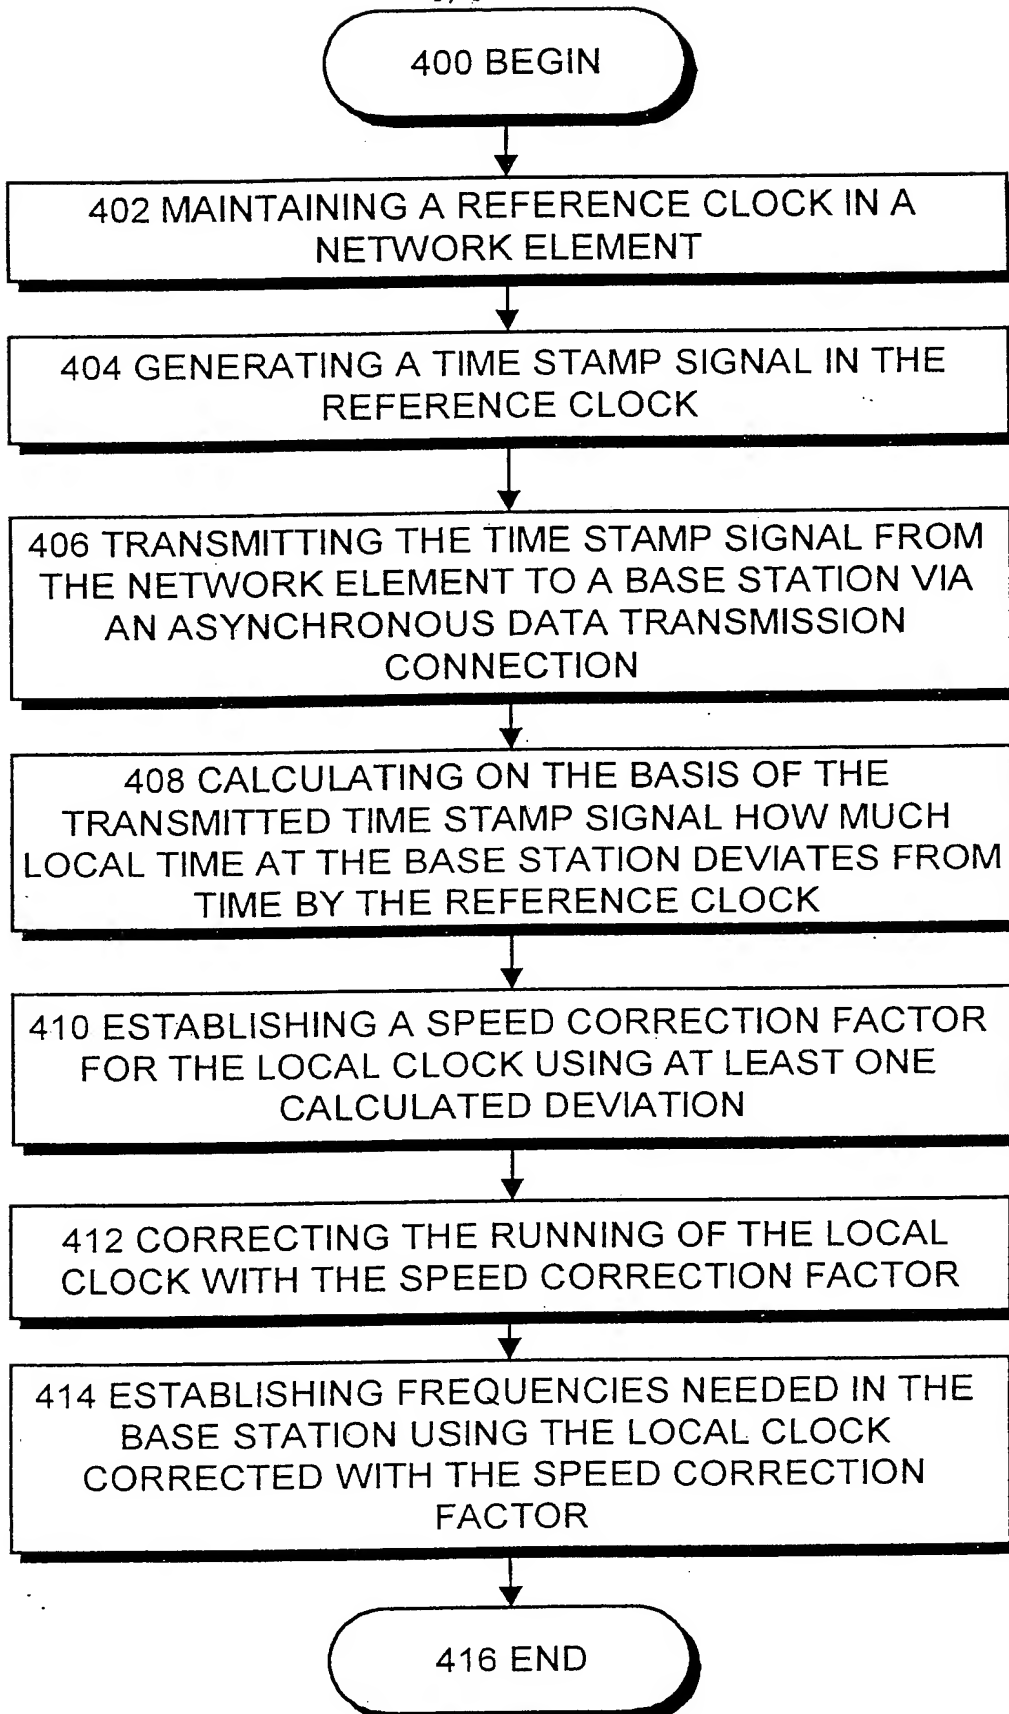 400 BEGIN
402 MAINTAINING A REFERENCE CLOCK IN A
NETWORK ELEMENT
404 GENERATING A TIME STAMP SIGNAL IN THE
REFERENCE CLOCK
406 TRANSMITTING THE TIME STAMP SIGNAL FROM
THE NETWORK ELEMENT TO A BASE STATION VIA
AN ASYNCHRONOUS DATA TRANSMISSION
CONNECTION
408 CALCULATING ON THE BASIS OF THE
TRANSMITTED TIME STAMP SIGNAL HOW MUCH
LOCAL TIME AT THE BASE STATION DEVIATES FROM
TIME BY THE REFERENCE CLOCK
410 ESTABLISHING A SPEED CORRECTION FACTOR
FOR THE LOCAL CLOCK USING AT LEAST ONE
CALCULATED DEVIATION
412 CORRECTING THE RUNNING OF THE LOCAL
CLOCK WITH THE SPEED CORRECTION FACTOR
414 ESTABLISHING FREQUENCIES NEEDED IN THE
BASE STATION USING THE LOCAL CLOCK
CORRECTED WITH THE SPEED CORRECTION
FACTOR
416 END